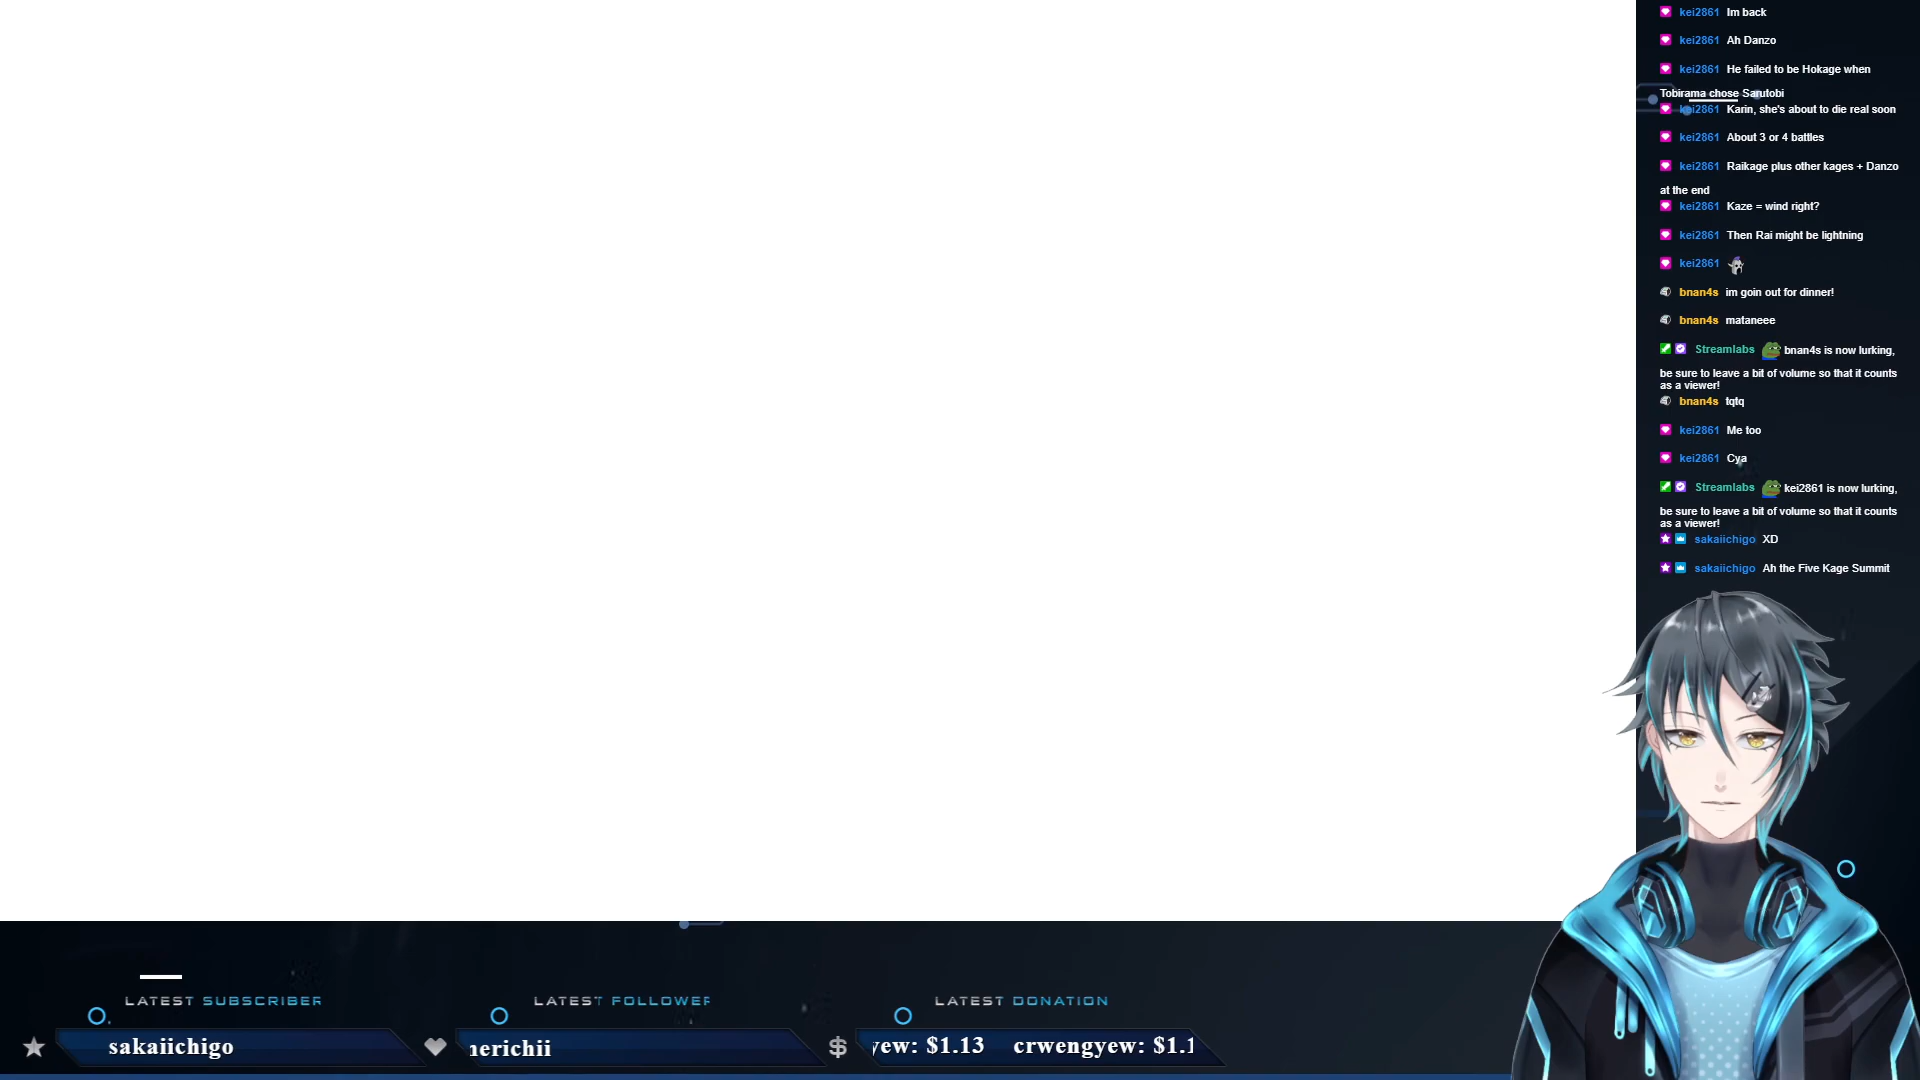 kei2861 Im back
kei2861 Ah Danzo
kei2861 He failed to be Hokage when
Tobirama chose Sarutobi
kei2861 Karin, she's about to die real soon
kei2861 About 3 or 4 battles
kei2861 Raikage plus other kages + Danzo
at the end
kei2861 Kaze = wind right?
kei2861 Then Rai might be lightning
kei2861
bnan4s im goin out for dinner!
bnan4s mataneee
Streamlabs bnan4s is now lurking,
be sure to leave a bit of volume so that it counts
as a viewer!
bnan4s tqtq
kei2861 Me too
kei2861 Cya
Streamlabs kei2861 is now lurking,
be sure to leave a bit of volume so that it counts
as a viewer!
sakaiichigo XD
sakaiichigo Ah the Five Kage Summit
LATEST SUBSCRIBER
sakaiichigo
LATEST FOLLOWER
nerichii
LATEST DONATION
yew: $1.13 crwengyew: $1.1